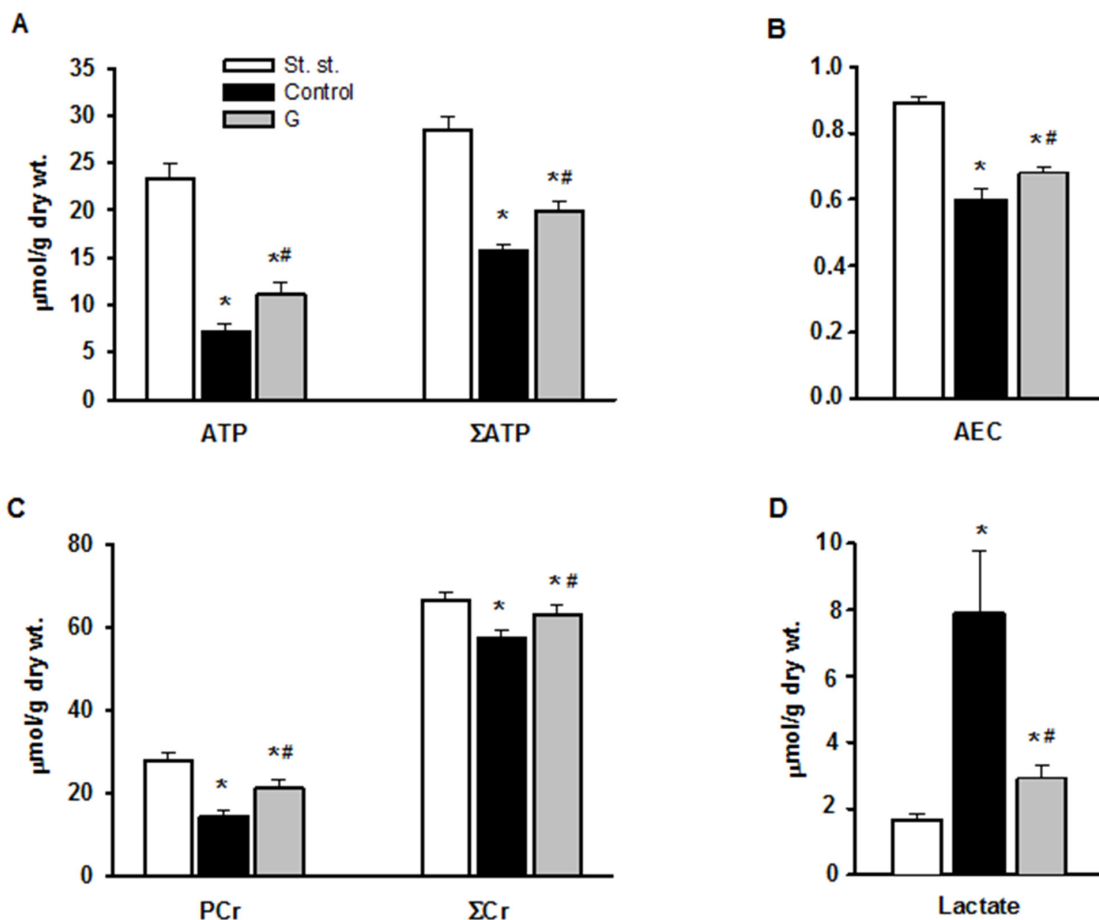 A
μmol/g dry wt.
35
30
25
20
15
10
5
0
St. st.
Control
G
*
*#
*
*#
ATP
ΣATP
B
1.0
0.8
0.6
0.4
0.2
0.0
*
*#
AEC
C
μmol/g dry wt.
80
60
40
20
0
*
*#
*
*#
PCr
ΣCr
D
μmol/g dry wt.
10
8
6
4
2
0
*
*#
Lactate